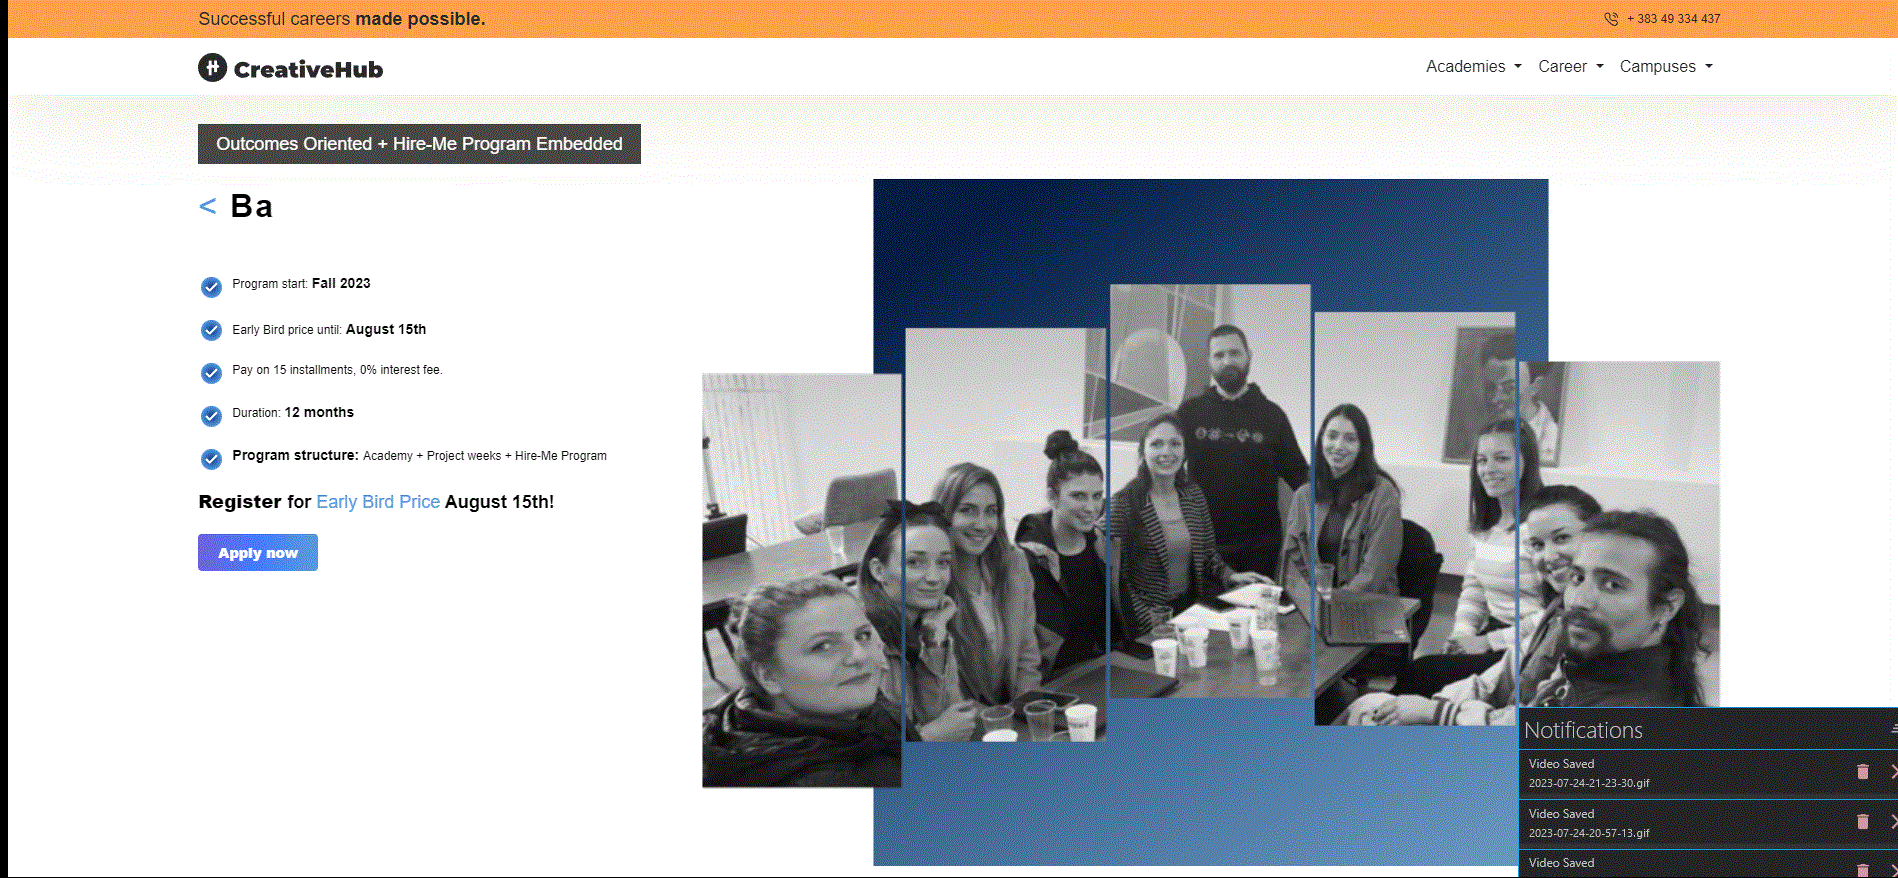 Successful careers made possible.
+ 383 49 334 437
CreativeHub
Academies
Career
Campuses
Outcomes Oriented + Hire-Me Program Embedded
< Ba
Program start: Fall 2023
Early Bird price until: August 15th
Pay on 15 installments, 0% interest fee.
Duration: 12 months
Program structure: Academy + Project weeks + Hire-Me Program
Register for Early Bird Price August 15th!
Apply now
Notifications
Video Saved
2023-07-24-21-23-30.gif
Video Saved
2023-07-24-20-57-13.gif
Video Saved